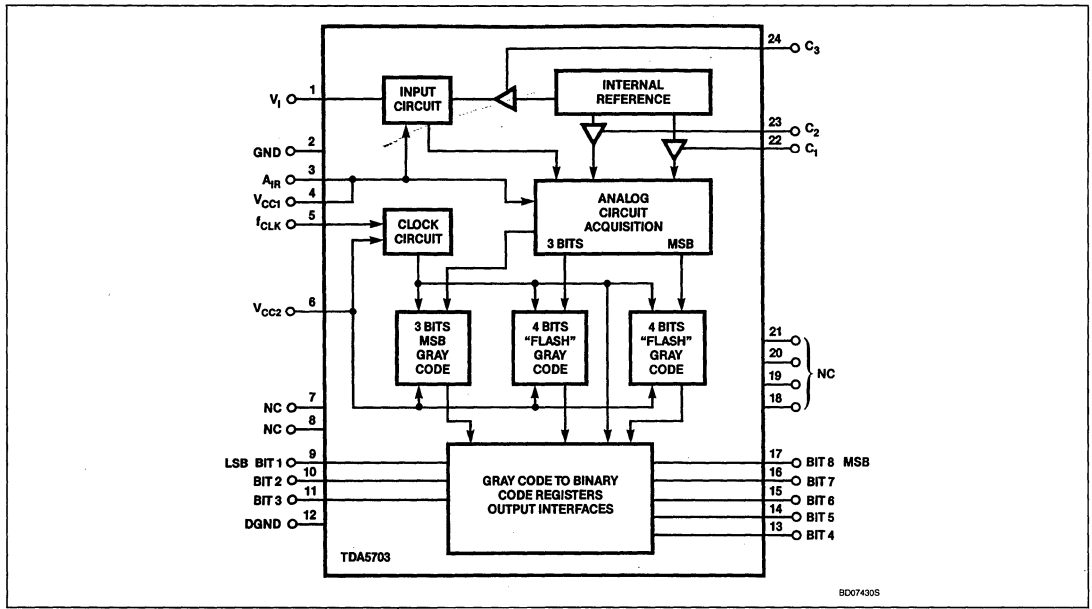 24 C3
INPUT
CIRCUIT
INTERNAL
REFERENCE
VI 1
23 C2
22 C1
GND 2
AIR 3
VCC1 4
fCLK 5
CLOCK
CIRCUIT
ANALOG
CIRCUIT
ACQUISITION
3 BITS MSB
VCC2 6
3 BITS
MSB
GRAY
CODE
4 BITS
"FLASH"
GRAY
CODE
4 BITS
"FLASH"
GRAY
CODE
21
20
19
18
NC
NC 7
NC 8
LSB BIT 1 9
BIT 2 10
BIT 3 11
DGND 12
GRAY CODE TO BINARY
CODE REGISTERS
OUTPUT INTERFACES
17 BIT 8 MSB
16 BIT 7
15 BIT 6
14 BIT 5
13 BIT 4
TDA5703
BD07430S